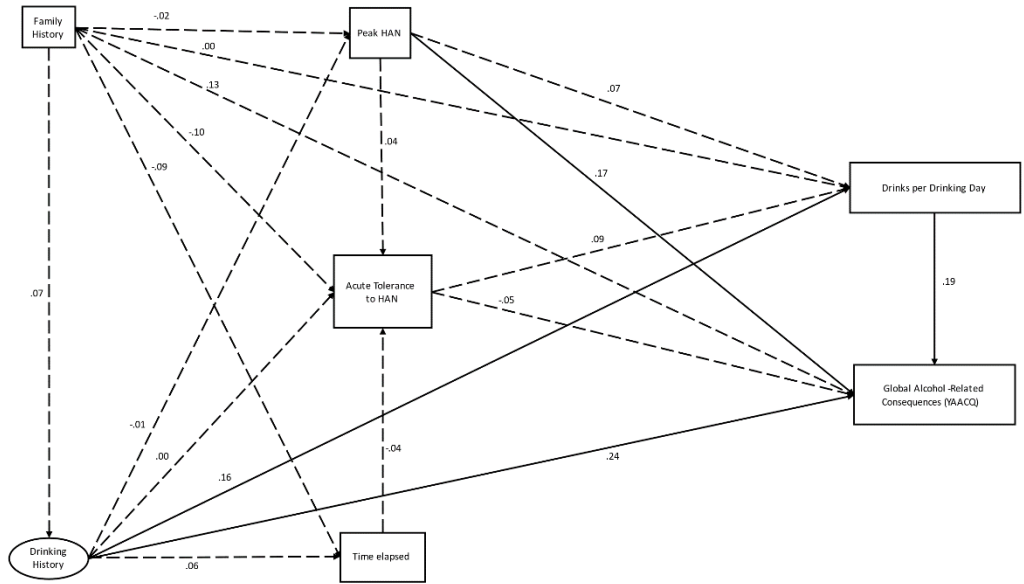 Family
History
-.02
Peak HAN
.00
.13
.07
-.10
.04
-.09
.17
Drinks per Drinking Day
.09
Acute Tolerance
to HAN
.07
-.05
.19
Global Alcohol -Related
Consequences (YAACQ)
-.01
.00
-.04
.24
.16
Drinking
History
Time elapsed
.06